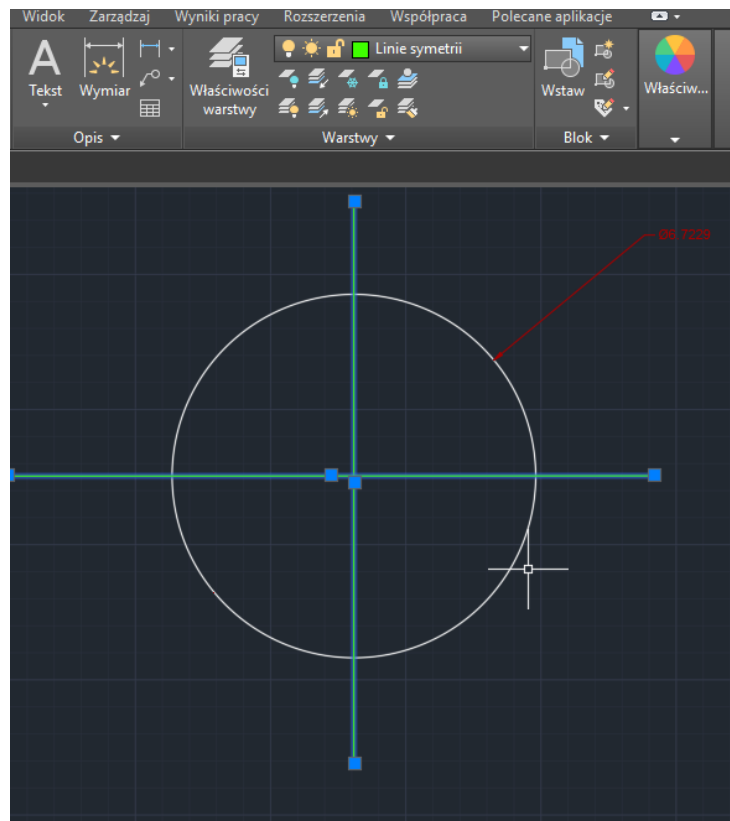 Widok Zarządzaj Wyniki pracy Rozszerzenia Współpraca Polecane aplikacje
Linie symetrii
Tekst Wymiar Właściwości warstwy Wstaw Właściw...
Opis Warstwy Blok
Ø6.7229